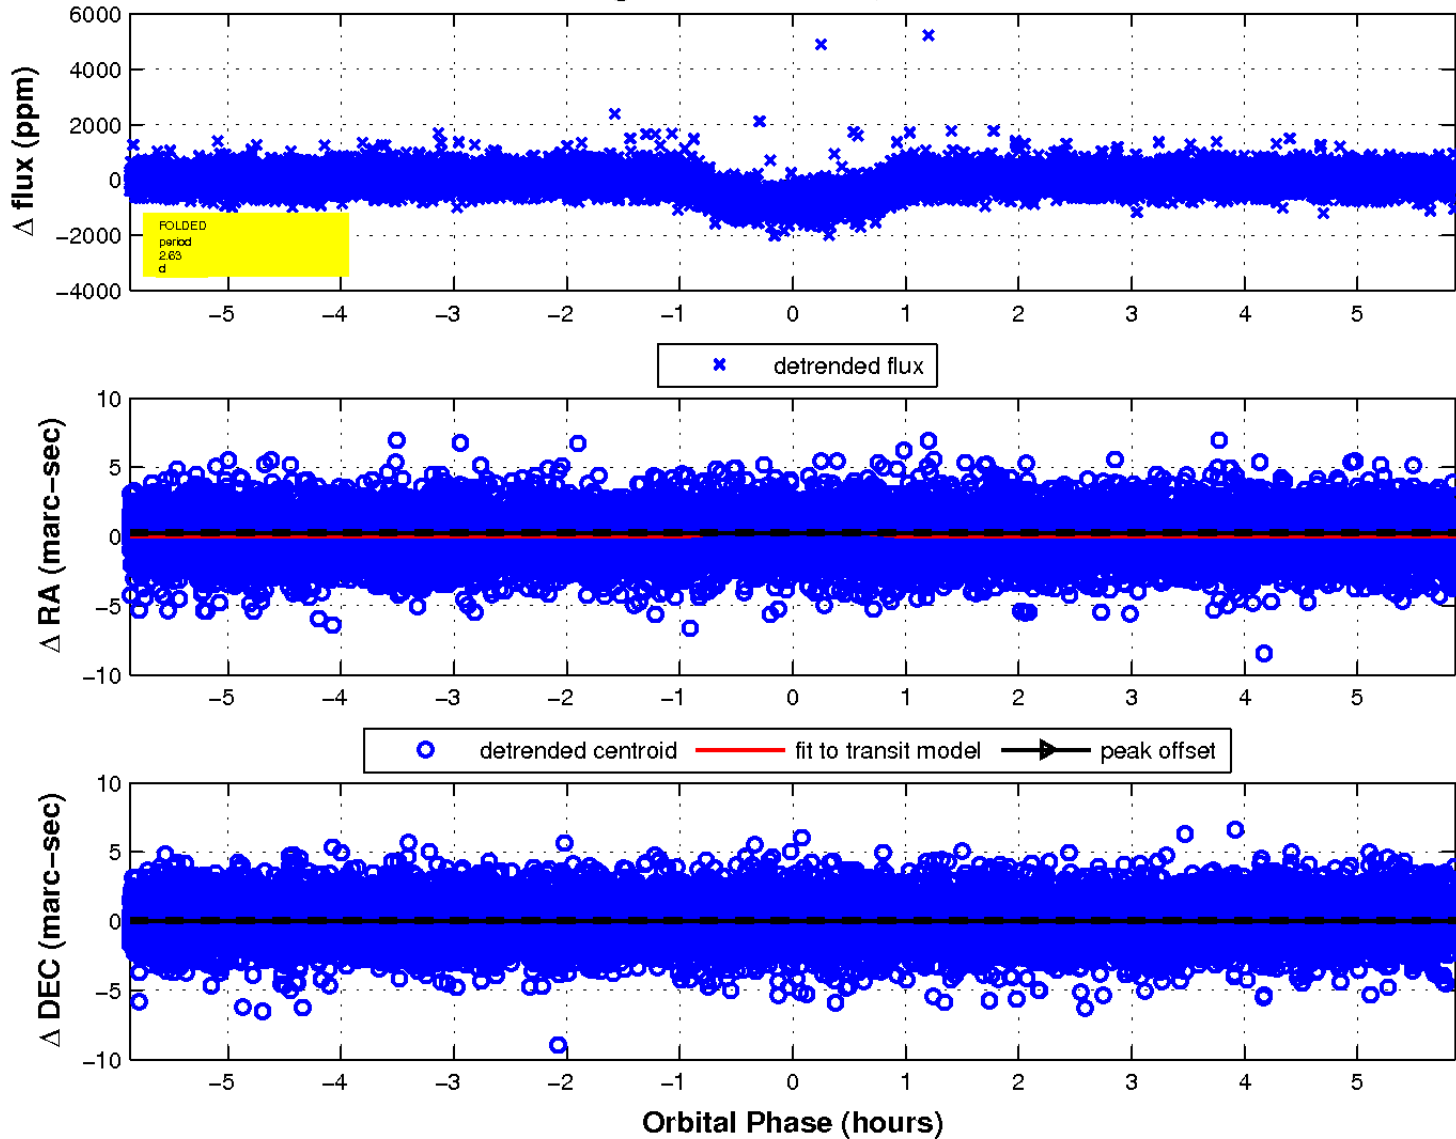 6000
4000
2000
0
−2000
−4000
Δ flux (ppm)
FOLDED
period
2.63
d
−5 −4 −3 −2 −1 0 1 2 3 4 5
detrended flux
10
5
0
−5
−10
Δ RA (marc−sec)
−5 −4 −3 −2 −1 0 1 2 3 4 5
detrended centroid fit to transit model peak offset
10
5
0
−5
−10
Δ DEC (marc−sec)
−5 −4 −3 −2 −1 0 1 2 3 4 5
Orbital Phase (hours)